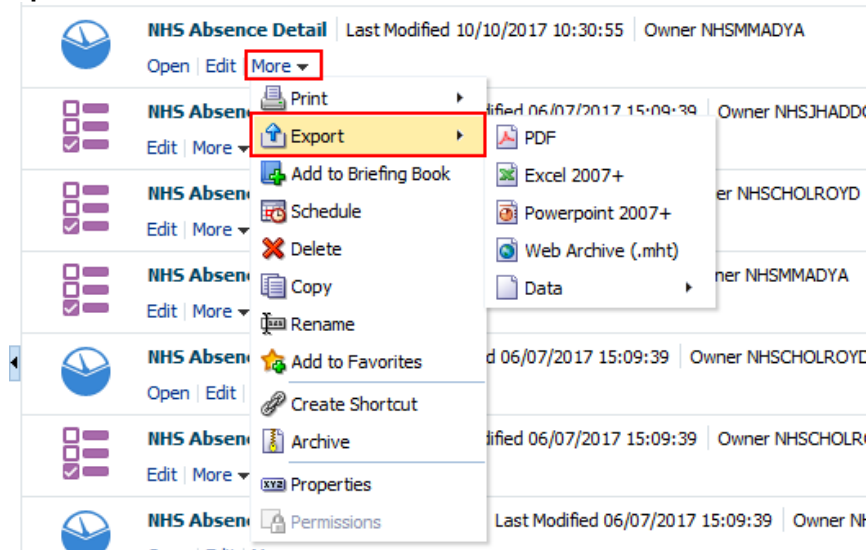 NHS Absence Detail Last Modified 10/10/2017 10:30:55 Owner NHSMMADYA
Open Edit More
Print
NHS Absen dified 06/07/2017 15:09:39 Owner NHSJHADDO
Export
PDF
Edit More
Add to Briefing Book
Excel 2007+
NHS Absen er NHSCHOLROYD
Schedule
Powerpoint 2007+
Edit More
Delete
Web Archive (.mht)
NHS Absen ner NHSMMADYA
Copy
Data
Edit More
Rename
NHS Absen d 06/07/2017 15:09:39 Owner NHSCHOLROYD
Add to Favorites
Open Edit
Create Shortcut
NHS Absen dified 06/07/2017 15:09:39 Owner NHSCHOLR
Archive
Edit More
Properties
NHS Absen Last Modified 06/07/2017 15:09:39 Owner NH
Permissions